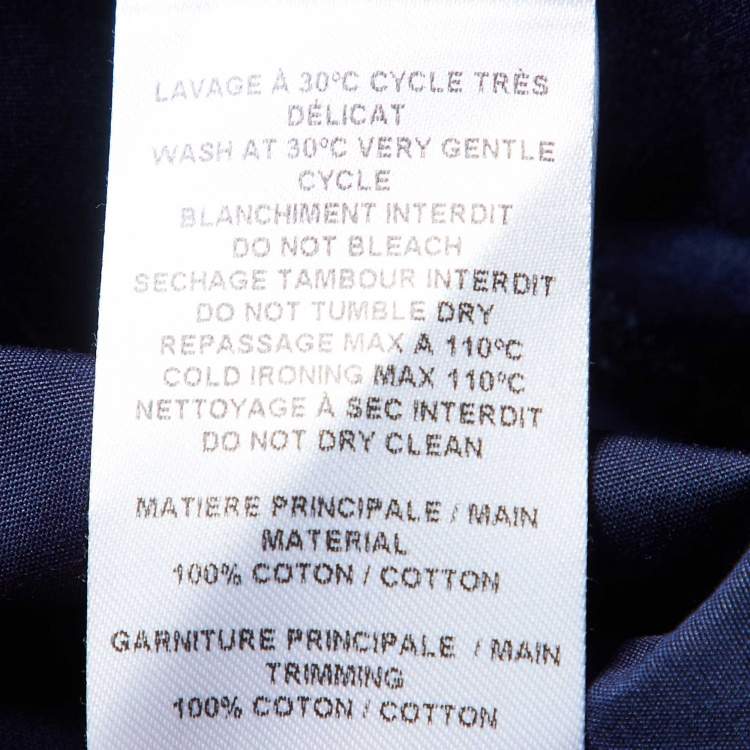 LAVAGE À 30°C CYCLE TRÈS
DÉLICAT
WASH AT 30°C VERY GENTLE
CYCLE
BLANCHIMENT INTERDIT
DO NOT BLEACH
SECHAGE TAMBOUR INTERDIT
DO NOT TUMBLE DRY
REPASSAGE MAX A 110°C
COLD IRONING MAX 110°C
NETTOYAGE À SEC INTERDIT
DO NOT DRY CLEAN
MATIERE PRINCIPALE / MAIN
MATERIAL
100% COTON / COTTON
GARNITURE PRINCIPALE / MAIN
TRIMMING
100% COTON / COTTON